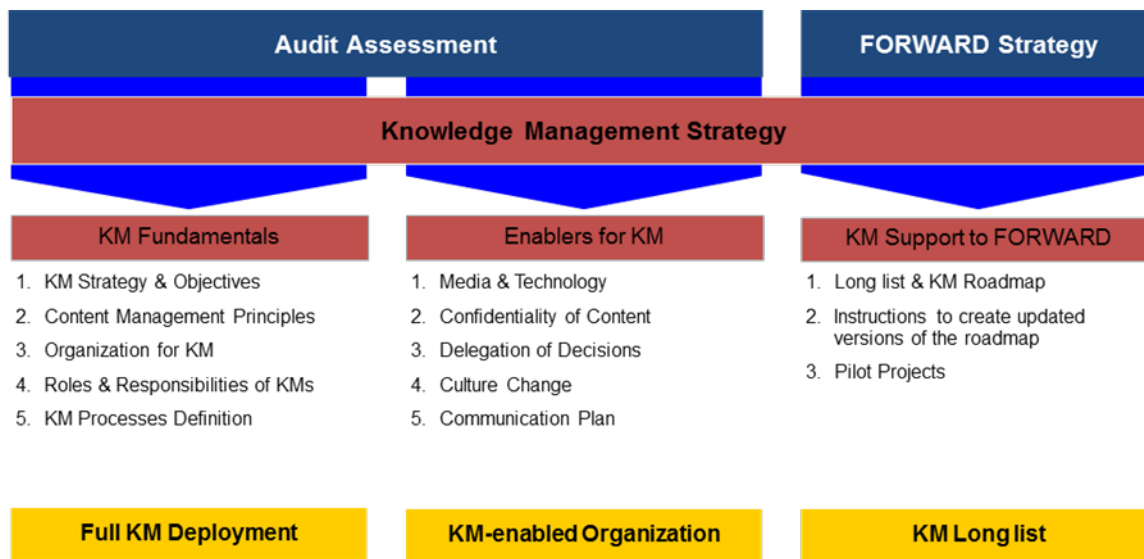 Audit Assessment
FORWARD Strategy
Knowledge Management Strategy
KM Fundamentals
1. KM Strategy & Objectives
2. Content Management Principles
3. Organization for KM
4. Roles & Responsibilities of KMs
5. KM Processes Definition
Enablers for KM
1. Media & Technology
2. Confidentiality of Content
3. Delegation of Decisions
4. Culture Change
5. Communication Plan
KM Support to FORWARD
1. Long list & KM Roadmap
2. Instructions to create updated
versions of the roadmap
3. Pilot Projects
Full KM Deployment
KM-enabled Organization
KM Long list